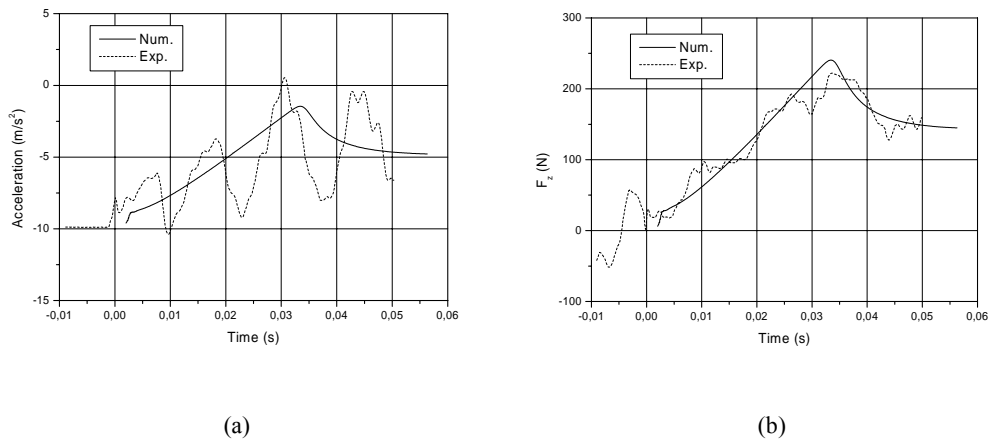 5
0
-5
-10
-15
Acceleration (m/s²)
Num.
Exp.
-0,01 0,00 0,01 0,02 0,03 0,04 0,05 0,06
Time (s)
(a)
300
200
100
0
-100
F_z (N)
Num.
Exp.
-0,01 0,00 0,01 0,02 0,03 0,04 0,05 0,06
Time (s)
(b)